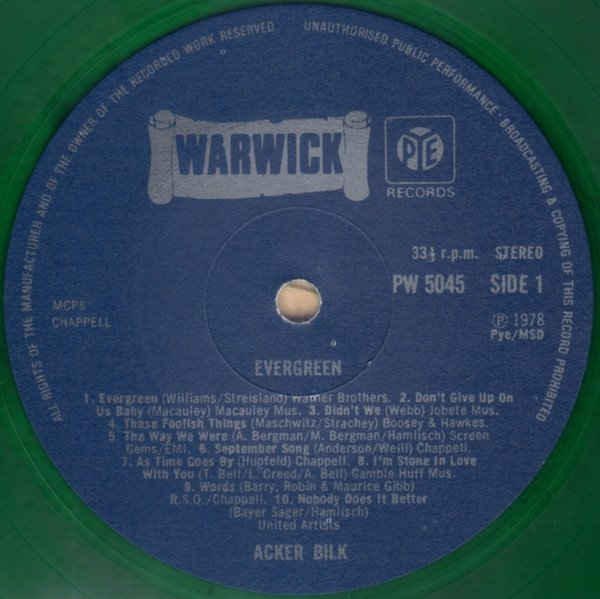 ALL RIGHTS OF THE MANUFACTURER AND OF THE OWNER OF THE RECORDED WORK RESERVED
UNAUTHORISED PUBLIC PERFORMANCE · BROADCASTING & COPYING OF THIS RECORD PROHIBITED
WARWICK
PYE
RECORDS
33⅓ r.p.m. STEREO
PW 5045 SIDE 1
MCPS
CHAPPELL
℗ 1978
Pye/MSD
EVERGREEN
1. Evergreen (Williams/Streisland) Warner Brothers. 2. Don't Give Up On
Us Baby (Macauley) Macauley Mus. 3. Didn't We (Webb) Jobete Mus.
4. These Foolish Things (Maschwitz/Strachey) Boosey & Hawkes.
5. The Way We Were (A. Bergman/M. Bergman/Hamlisch) Screen
Gems/EMI. 6. September Song (Anderson/Weill) Chappell.
7. As Time Goes By (Hupfeld) Chappell. 8. I'm Stone In Love
With You (T. Bell/L. Creed/A. Bell) Gamble Huff Mus.
9. Words (Barry, Robin & Maurice Gibb)
R.S.O./Chappell. 10. Nobody Does It Better
(Bayer Sager/Hamlisch)
United Artists
ACKER BILK